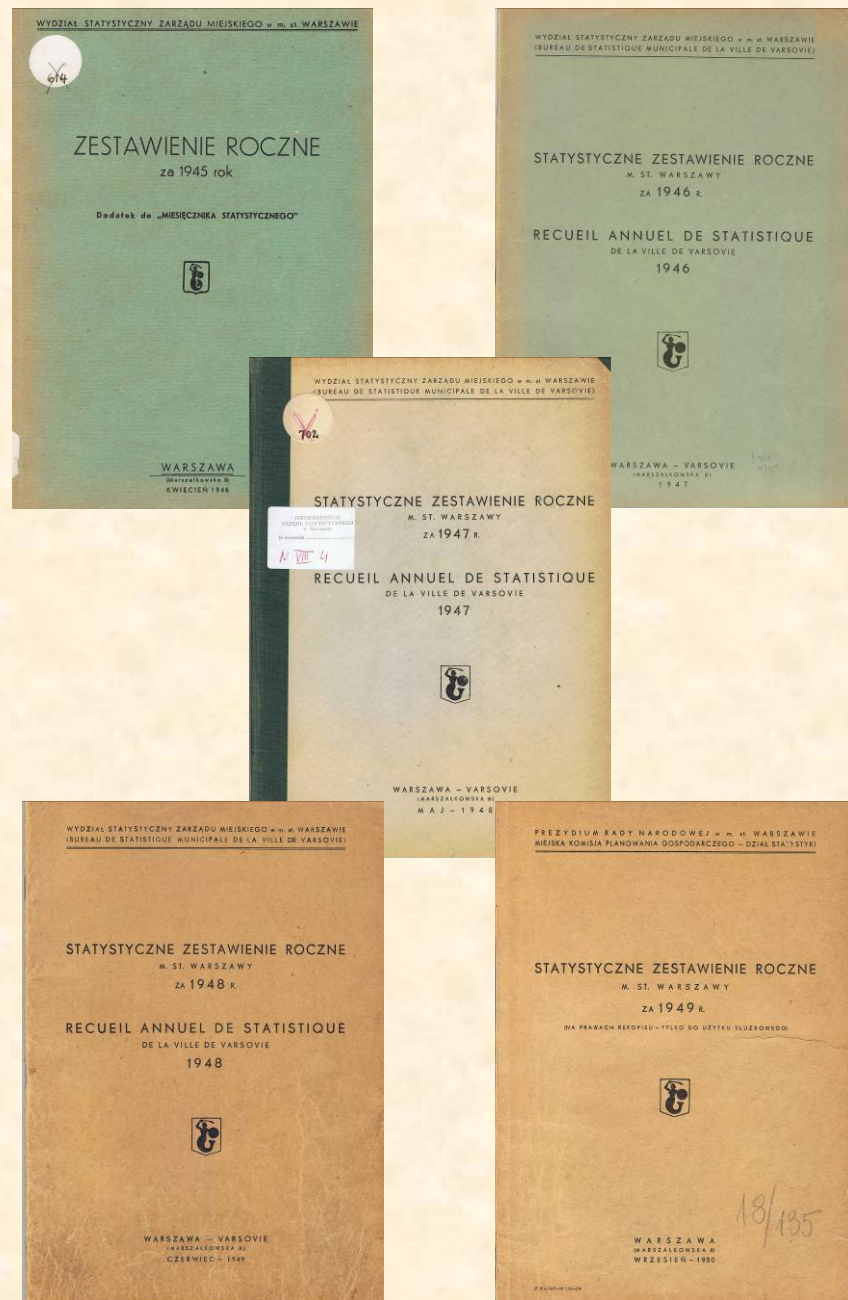 WYDZIAŁ STATYSTYCZNY ZARZĄDU MIEJSKIEGO w m. st. WARSZAWIE
614
ZESTAWIENIE ROCZNE
za 1945 rok
Dodatek do „MIESIĘCZNIKA STATYSTYCZNEGO"
WARSZAWA
(Marszałkowska 8)
KWIECIEŃ 1946
WYDZIAŁ STATYSTYCZNY ZARZĄDU MIEJSKIEGO w m. st. WARSZAWIE
(BUREAU DE STATISTIQUE MUNICIPALE DE LA VILLE DE VARSOVIE)
STATYSTYCZNE ZESTAWIENIE ROCZNE
M. ST. WARSZAWY
ZA 1946 R.
RECUEIL ANNUEL DE STATISTIQUE
DE LA VILLE DE VARSOVIE
1946
WARSZAWA – VARSOVIE
(MARSZAŁKOWSKA 8)
1947
WYDZIAŁ STATYSTYCZNY ZARZĄDU MIEJSKIEGO w m. st. WARSZAWIE
(BUREAU DE STATISTIQUE MUNICIPALE DE LA VILLE DE VARSOVIE)
702
STATYSTYCZNE ZESTAWIENIE ROCZNE
M. ST. WARSZAWY
ZA 1947 R.
INFORMATORIUM
URZĘDU STATYSTYCZNEGO
N VIII 4
RECUEIL ANNUEL DE STATISTIQUE
DE LA VILLE DE VARSOVIE
1947
WARSZAWA – VARSOVIE
(MARSZAŁKOWSKA 8)
MAJ – 1948
WYDZIAŁ STATYSTYCZNY ZARZĄDU MIEJSKIEGO w m. st. WARSZAWIE
(BUREAU DE STATISTIQUE MUNICIPALE DE LA VILLE DE VARSOVIE)
STATYSTYCZNE ZESTAWIENIE ROCZNE
M. ST. WARSZAWY
ZA 1948 R.
RECUEIL ANNUEL DE STATISTIQUE
DE LA VILLE DE VARSOVIE
1948
WARSZAWA – VARSOVIE
(MARSZAŁKOWSKA 8)
CZERWIEC – 1949
PREZYDIUM RADY NARODOWEJ w m. st. WARSZAWIE
MIEJSKA KOMISJA PLANOWANIA GOSPODARCZEGO – DZIAŁ STATYSTYKI
STATYSTYCZNE ZESTAWIENIE ROCZNE
M. ST. WARSZAWY
ZA 1949 R.
(NA PRAWACH RĘKOPISU – TYLKO DO UŻYTKU SŁUŻBOWEGO)
18/135
WARSZAWA
(MARSZAŁKOWSKA 8)
WRZESIEŃ – 1950